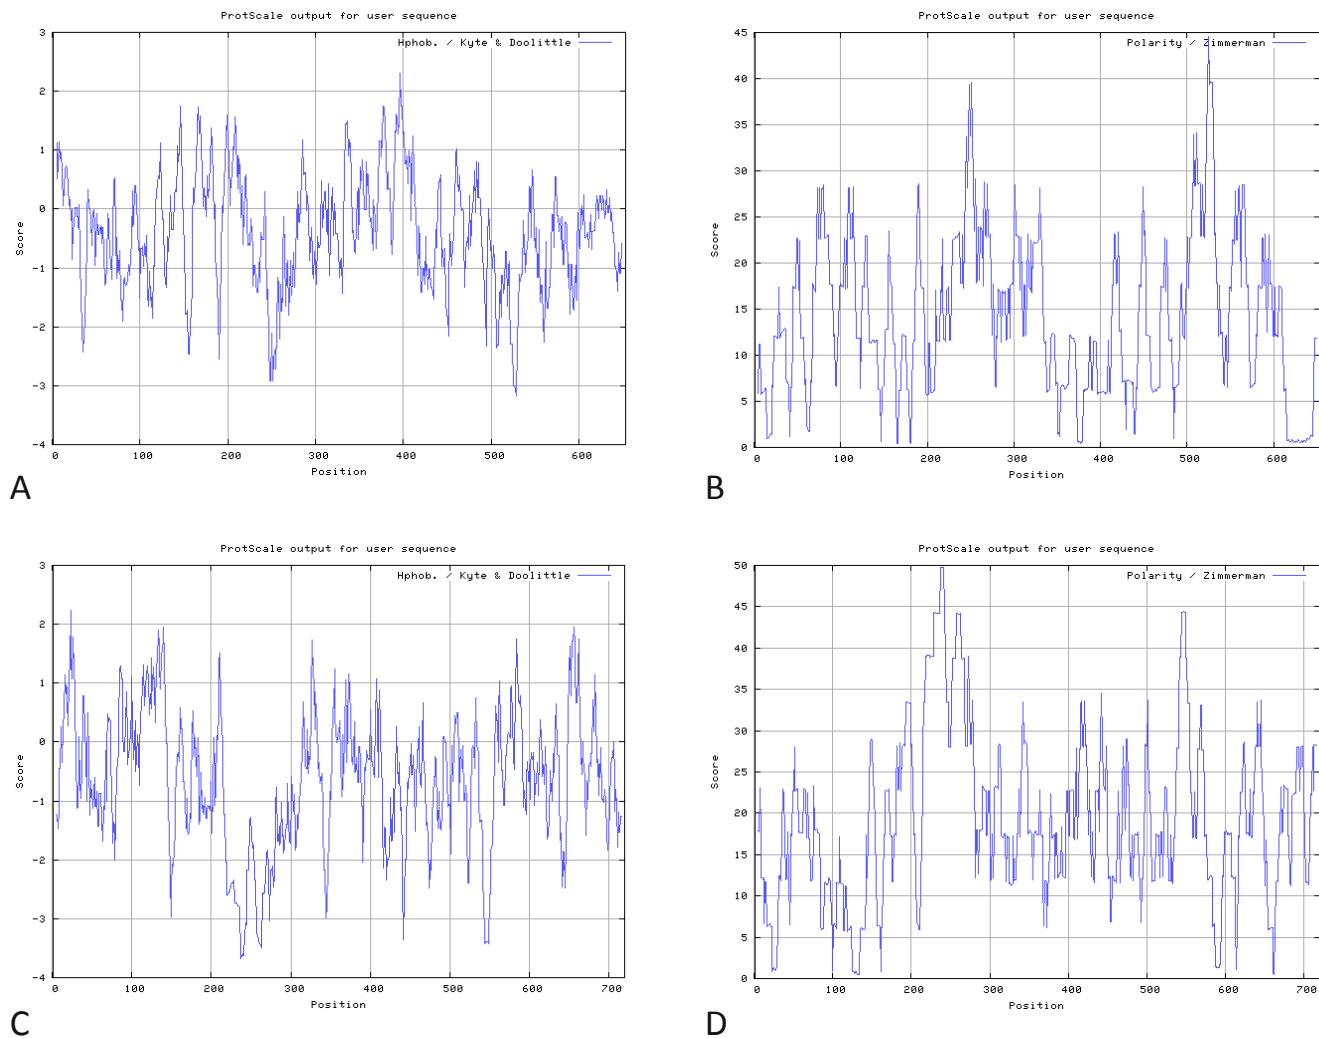 ProtScale output for user sequence
Hphob. / Kyte & Doolittle
3
2
1
0
-1
-2
-3
-4
Score
0 100 200 300 400 500 600
Position
A
ProtScale output for user sequence
Polarity / Zimmerman
45
40
35
30
25
20
15
10
5
0
Score
0 100 200 300 400 500 600
Position
B
ProtScale output for user sequence
Hphob. / Kyte & Doolittle
3
2
1
0
-1
-2
-3
-4
Score
0 100 200 300 400 500 600 700
Position
C
ProtScale output for user sequence
Polarity / Zimmerman
50
45
40
35
30
25
20
15
10
5
0
Score
0 100 200 300 400 500 600 700
Position
D